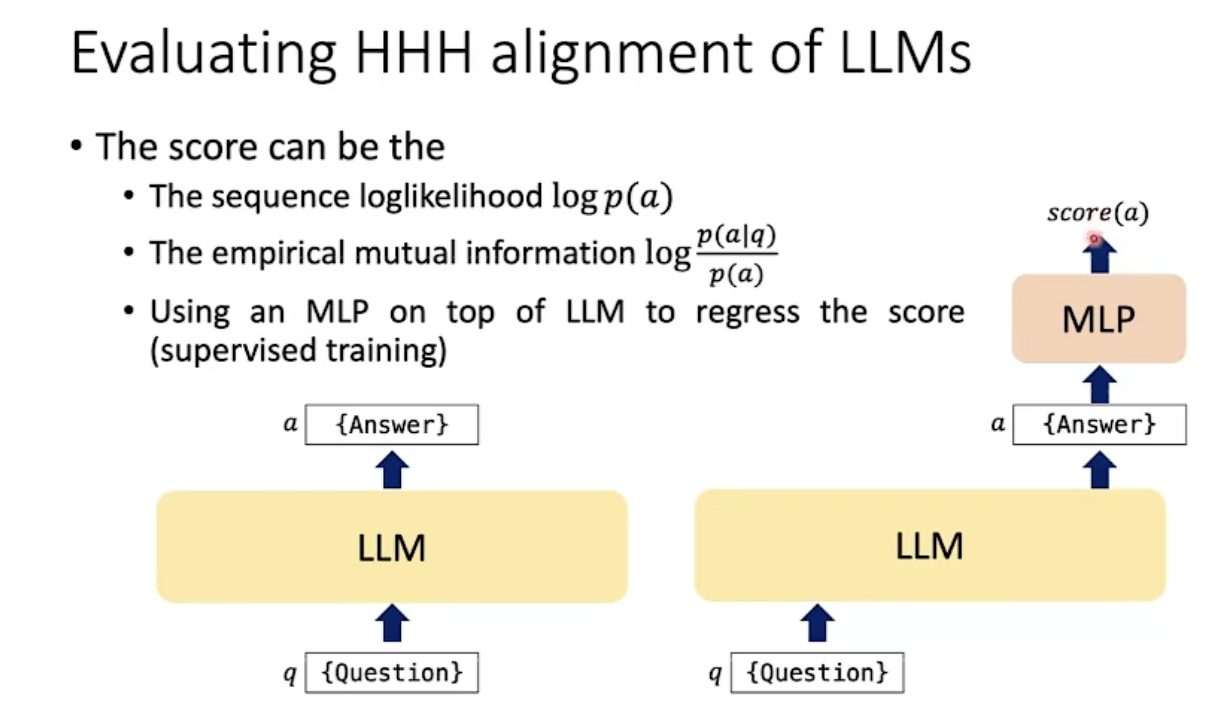 Evaluating HHH alignment of LLMs
• The score can be the
• The sequence loglikelihood log p(a)
• The empirical mutual information log p(a|q)/p(a)
• Using an MLP on top of LLM to regress the score
(supervised training)
score(a)
MLP
a {Answer}
a {Answer}
LLM
LLM
q {Question}
q {Question}